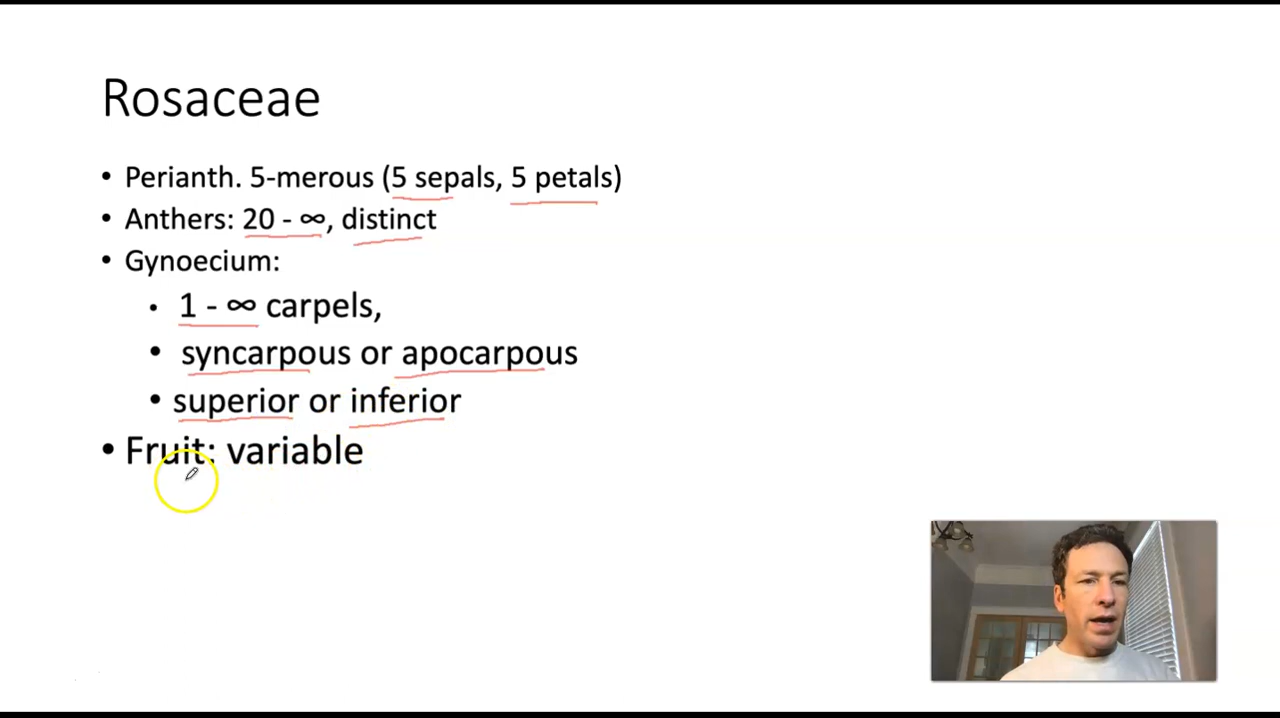 Rosaceae
• Perianth. 5-merous (5 sepals, 5 petals)
• Anthers: 20 - ∞, distinct
• Gynoecium:
• 1 - ∞ carpels,
• syncarpous or apocarpous
• superior or inferior
• Fruit: variable